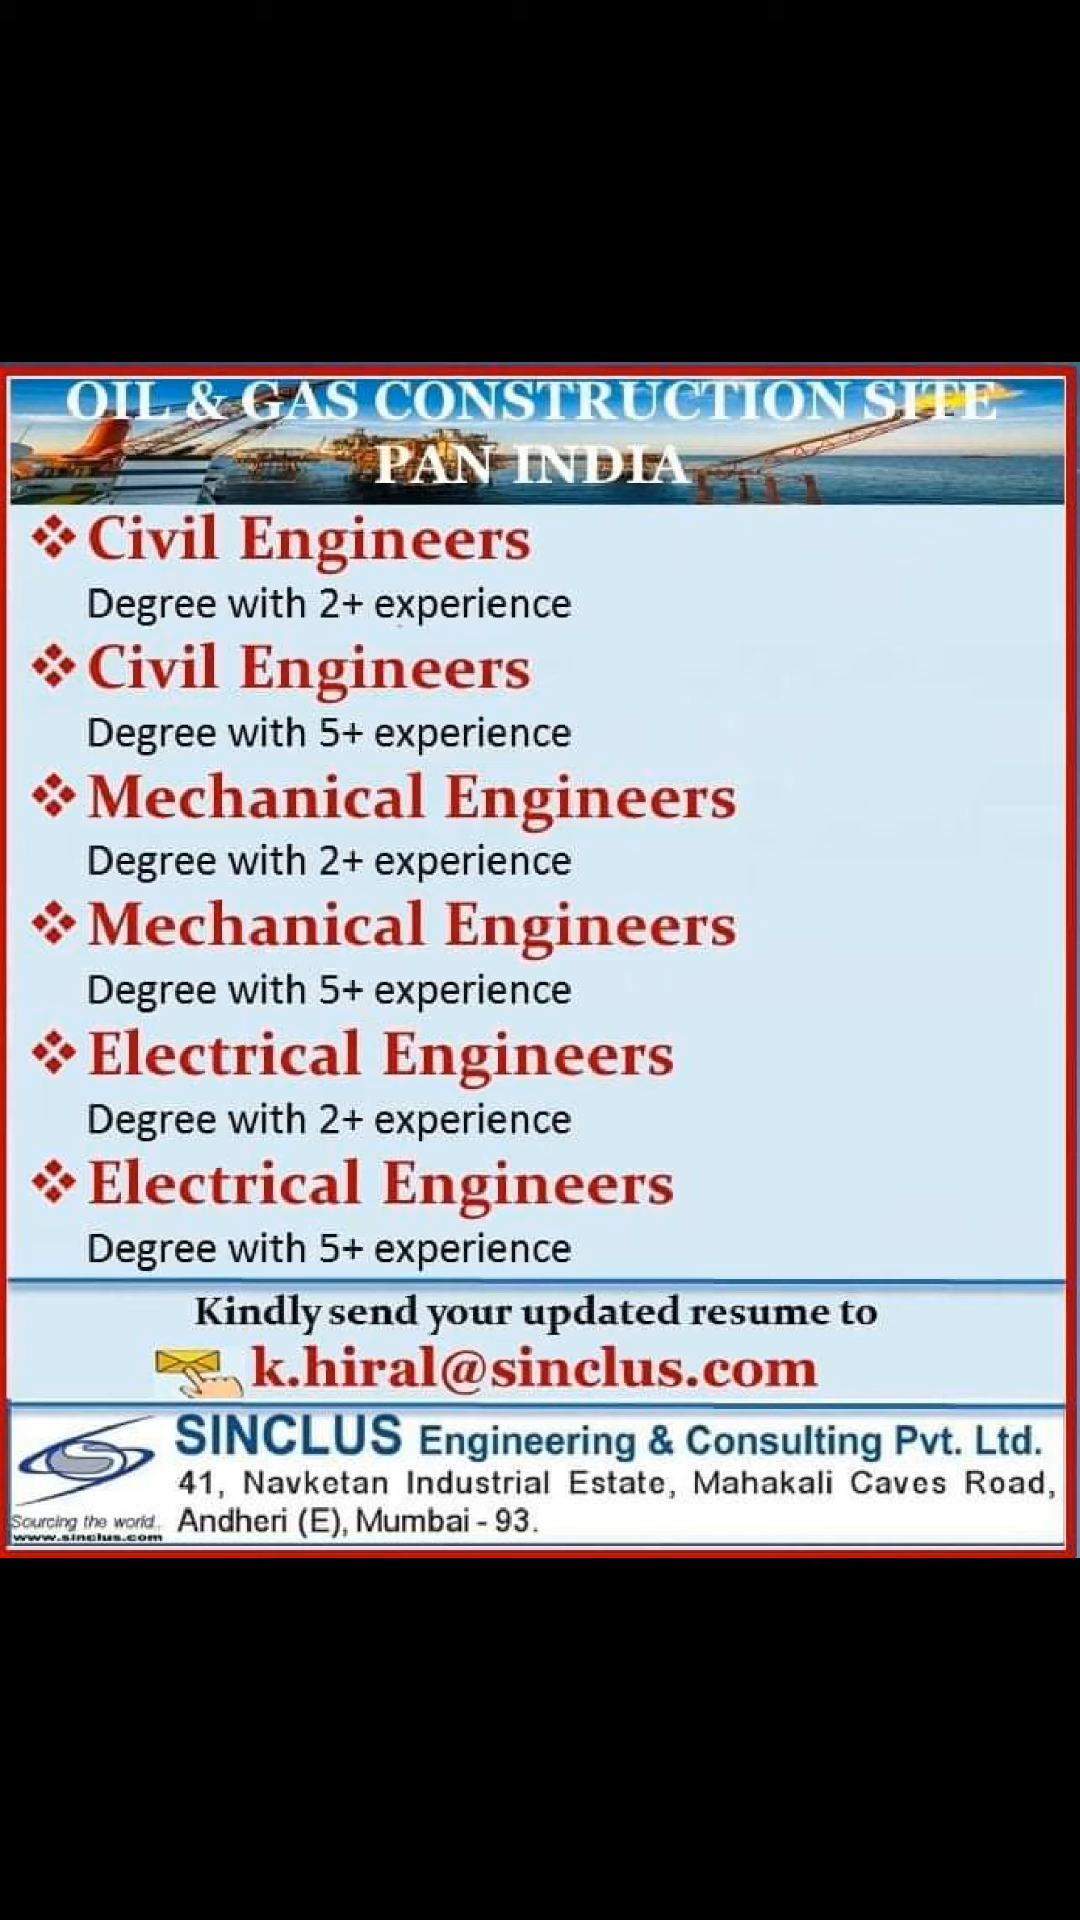 OIL & GAS CONSTRUCTION SITE
PAN INDIA
❖ Civil Engineers
Degree with 2+ experience
❖ Civil Engineers
Degree with 5+ experience
❖ Mechanical Engineers
Degree with 2+ experience
❖ Mechanical Engineers
Degree with 5+ experience
❖ Electrical Engineers
Degree with 2+ experience
❖ Electrical Engineers
Degree with 5+ experience
Kindly send your updated resume to
k.hiral@sinclus.com
SINCLUS Engineering & Consulting Pvt. Ltd.
41, Navketan Industrial Estate, Mahakali Caves Road,
Andheri (E), Mumbai - 93.
Sourcing the world..
www.sinclus.com